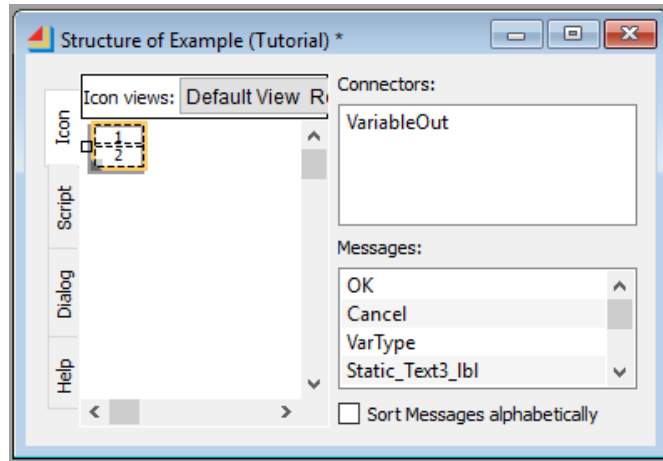 Structure of Example (Tutorial) *
Icon views: Default View
Connectors:
VariableOut
1
2
Icon
Script
Dialog
Help
Messages:
OK
Cancel
VarType
Static_Text3_lbl
Sort Messages alphabetically